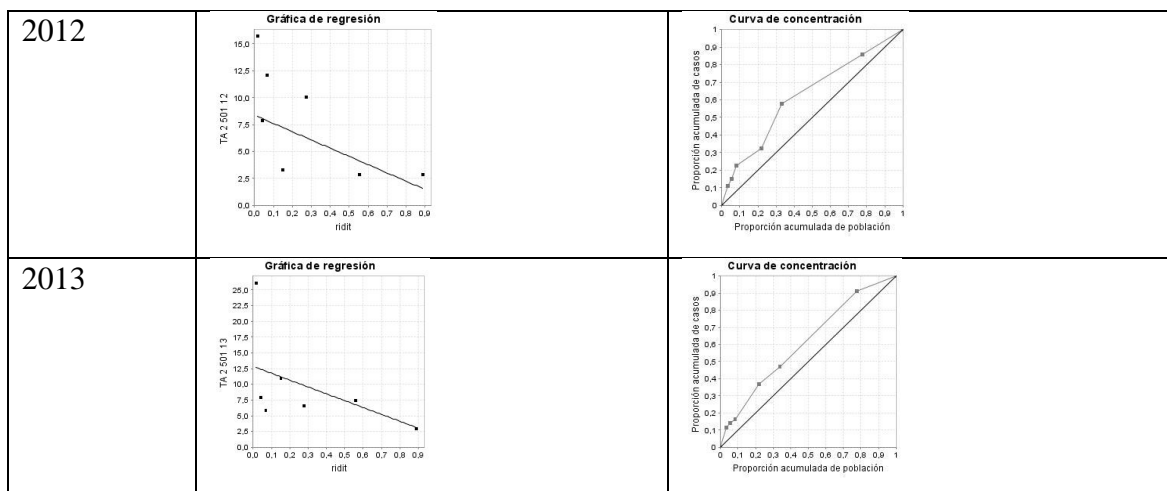 2012
Gráfica de regresión
15,0
12,5
10,0
7,5
5,0
2,5
0,0
TA 2 501 12
0,0 0,1 0,2 0,3 0,4 0,5 0,6 0,7 0,8 0,9
ridit
Curva de concentración
1
0,9
0,8
0,7
0,6
0,5
0,4
0,3
0,2
0,1
0
Proporción acumulada de casos
0 0,1 0,2 0,3 0,4 0,5 0,6 0,7 0,8 0,9 1
Proporción acumulada de población
2013
Gráfica de regresión
25,0
22,5
20,0
17,5
15,0
12,5
10,0
7,5
5,0
2,5
0,0
TA 2 501 13
0,0 0,1 0,2 0,3 0,4 0,5 0,6 0,7 0,8 0,9
ridit
Curva de concentración
1
0,9
0,8
0,7
0,6
0,5
0,4
0,3
0,2
0,1
0
Proporción acumulada de casos
0 0,1 0,2 0,3 0,4 0,5 0,6 0,7 0,8 0,9 1
Proporción acumulada de población